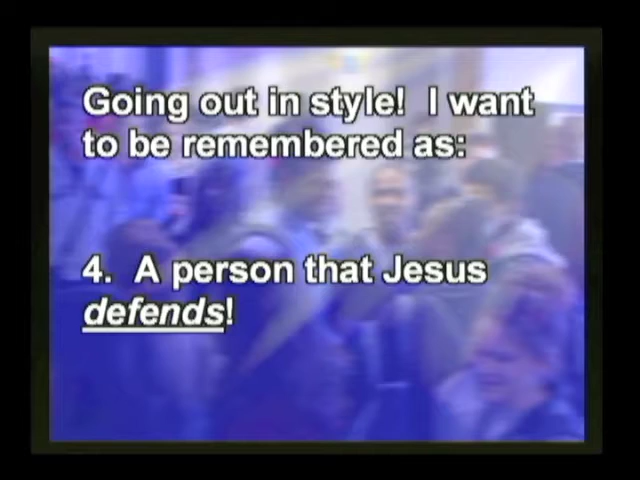 Going out in style! I want
to be remembered as:
4. A person that Jesus
defends!